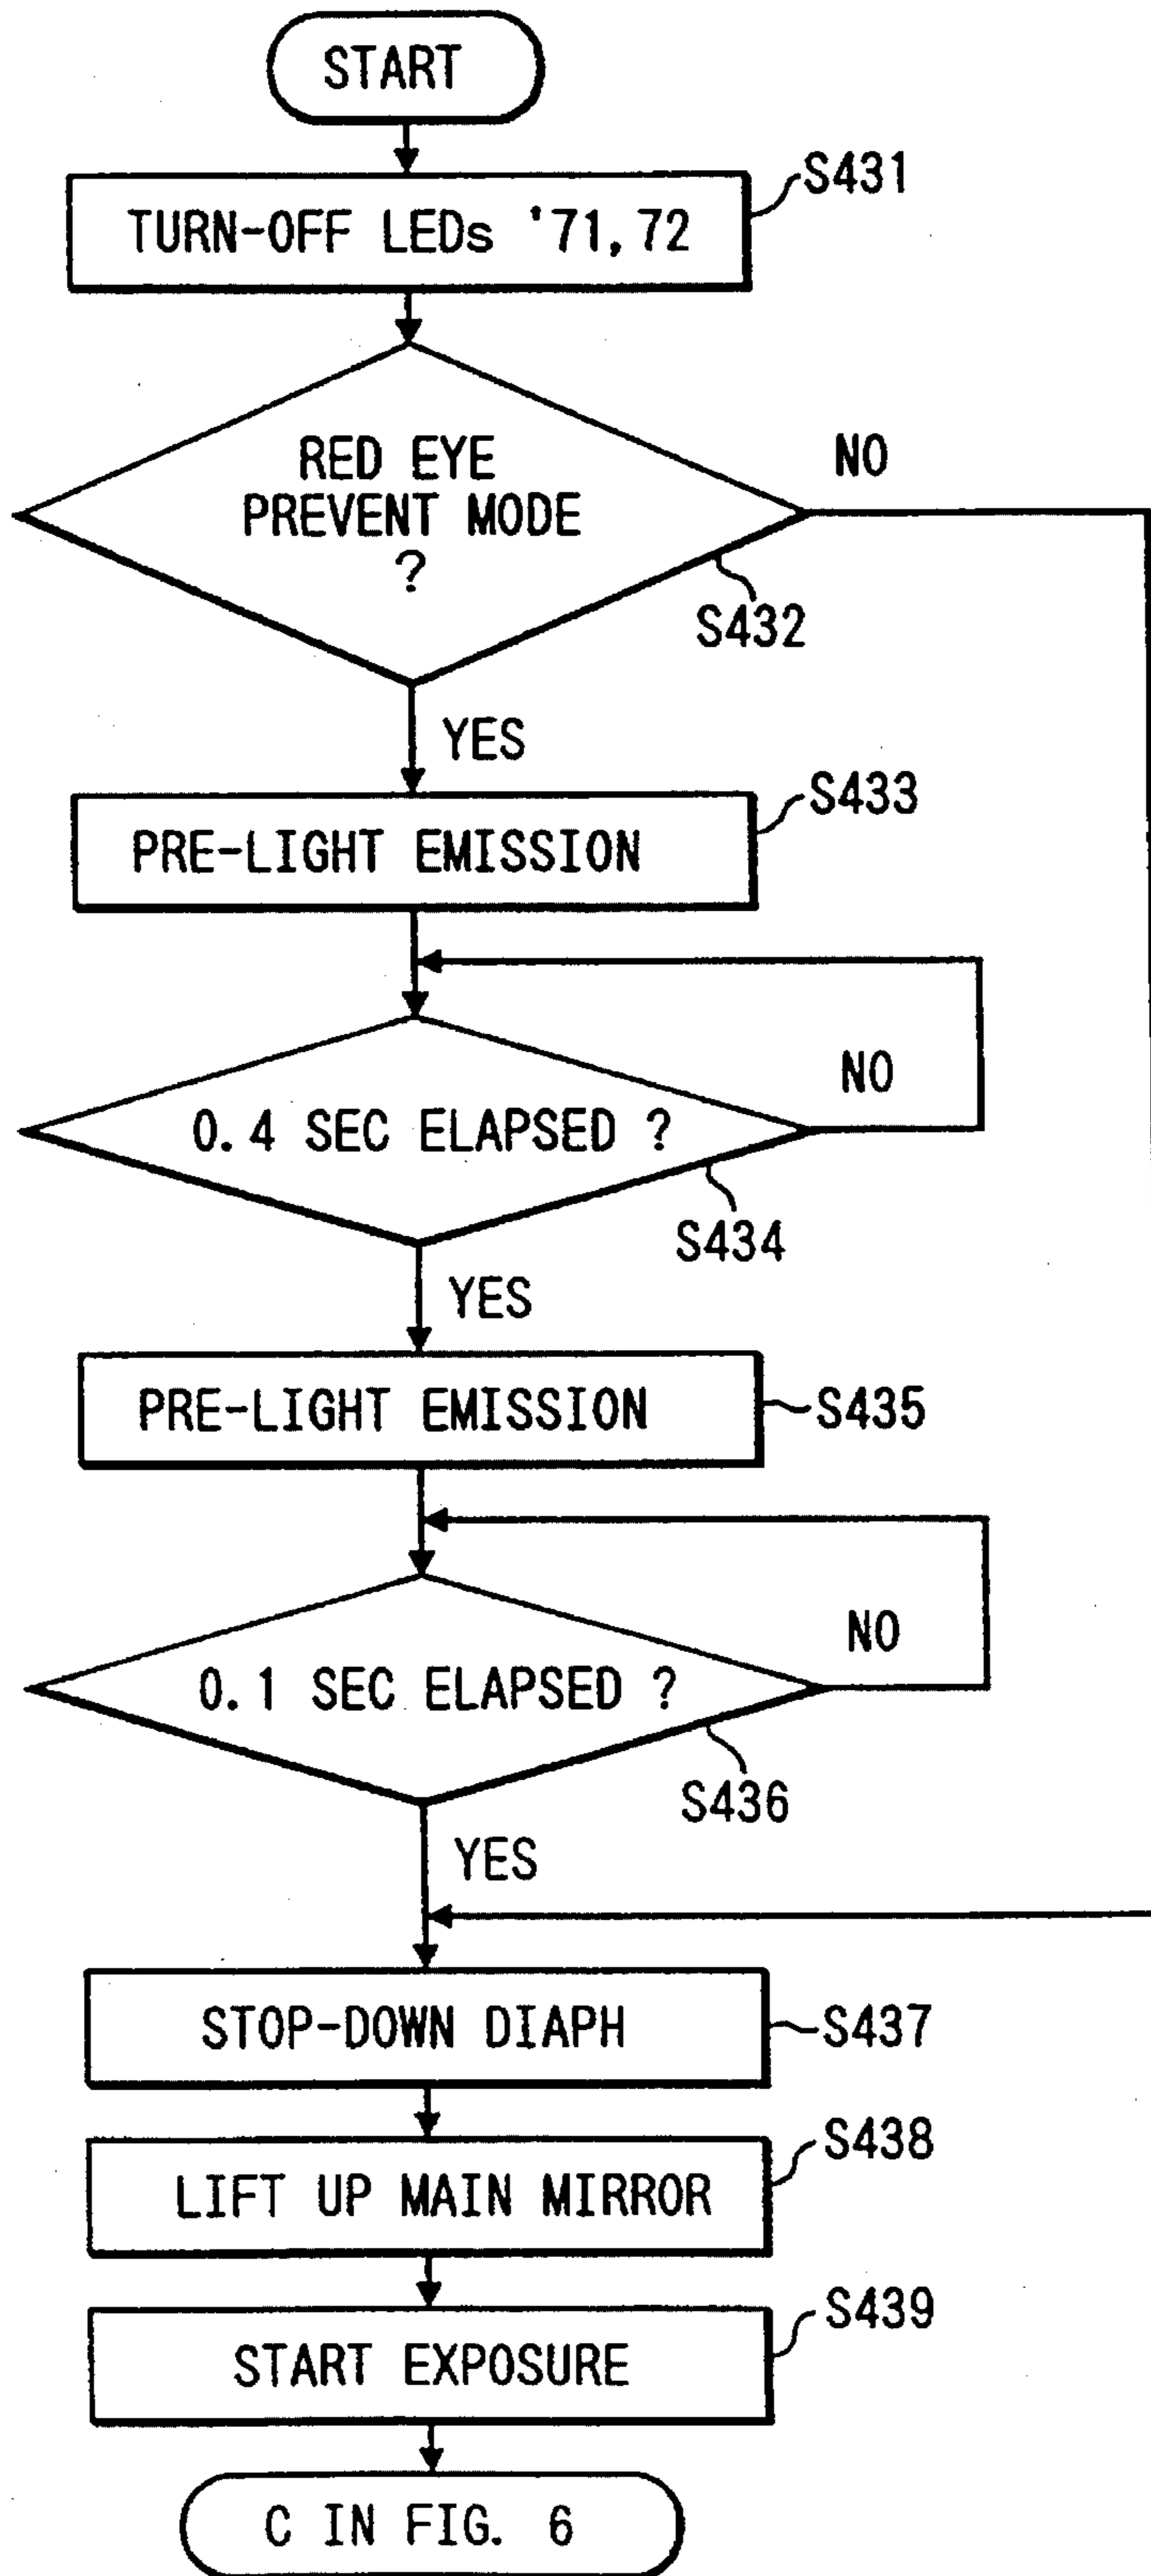 START
S431
TURN-OFF LEDs '71,72
RED EYE
PREVENT MODE
?
NO
S432
YES
S433
PRE-LIGHT EMISSION
NO
0.4 SEC ELAPSED ?
S434
YES
PRE-LIGHT EMISSION
S435
NO
0.1 SEC ELAPSED ?
S436
YES
STOP-DOWN DIAPH
S437
S438
LIFT UP MAIN MIRROR
S439
START EXPOSURE
C IN FIG. 6